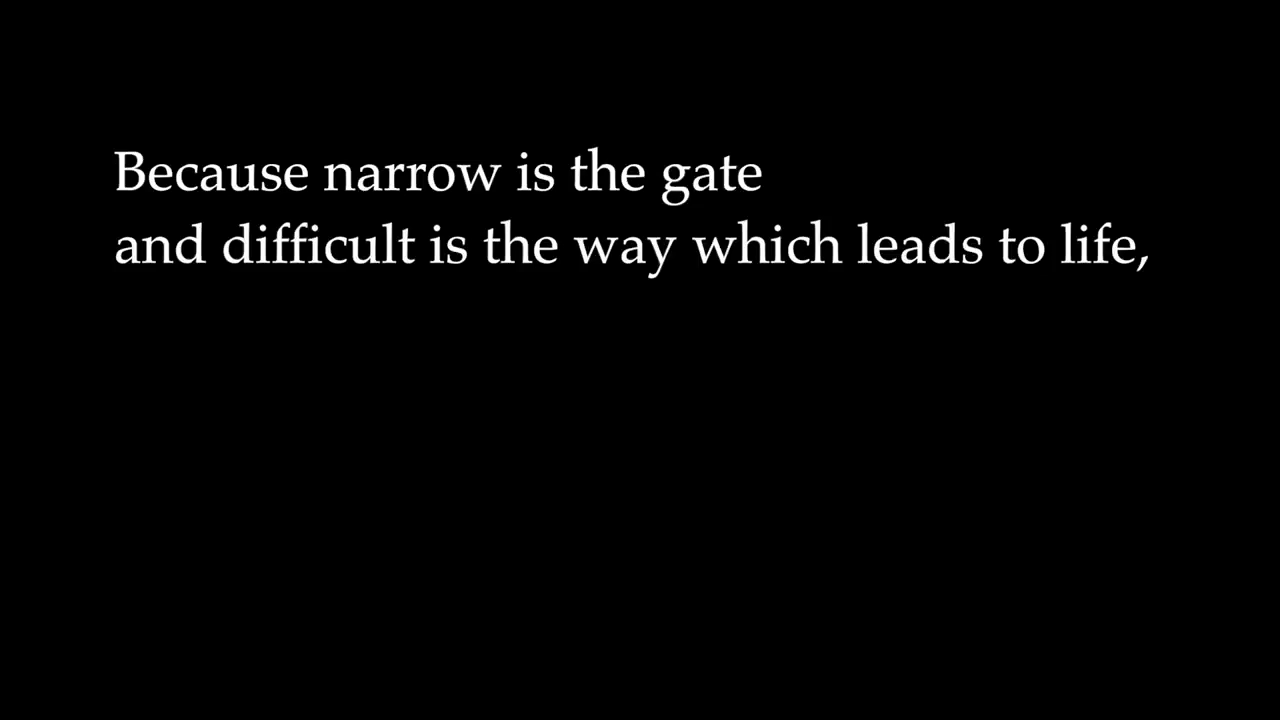 Because narrow is the gate
and difficult is the way which leads to life,